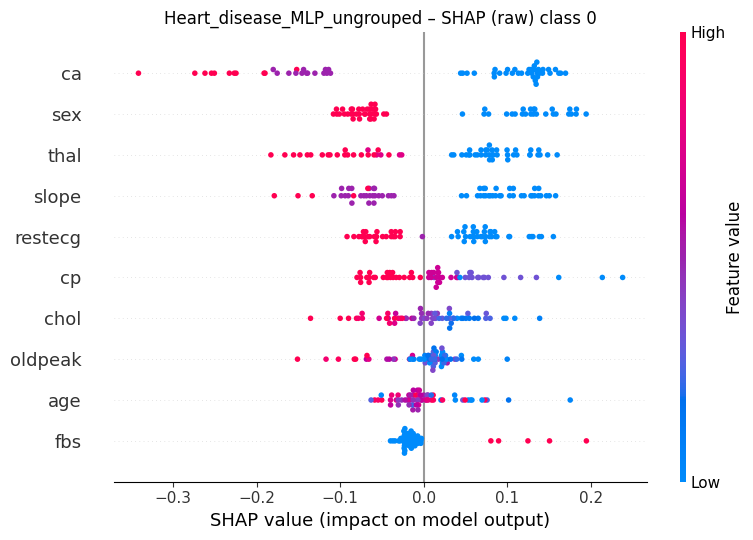 Heart_disease_MLP_ungrouped – SHAP (raw) class 0
High
ca
sex
thal
slope
restecg
cp
chol
oldpeak
age
fbs
Feature value
Low
−0.3 −0.2 −0.1 0.0 0.1 0.2
SHAP value (impact on model output)